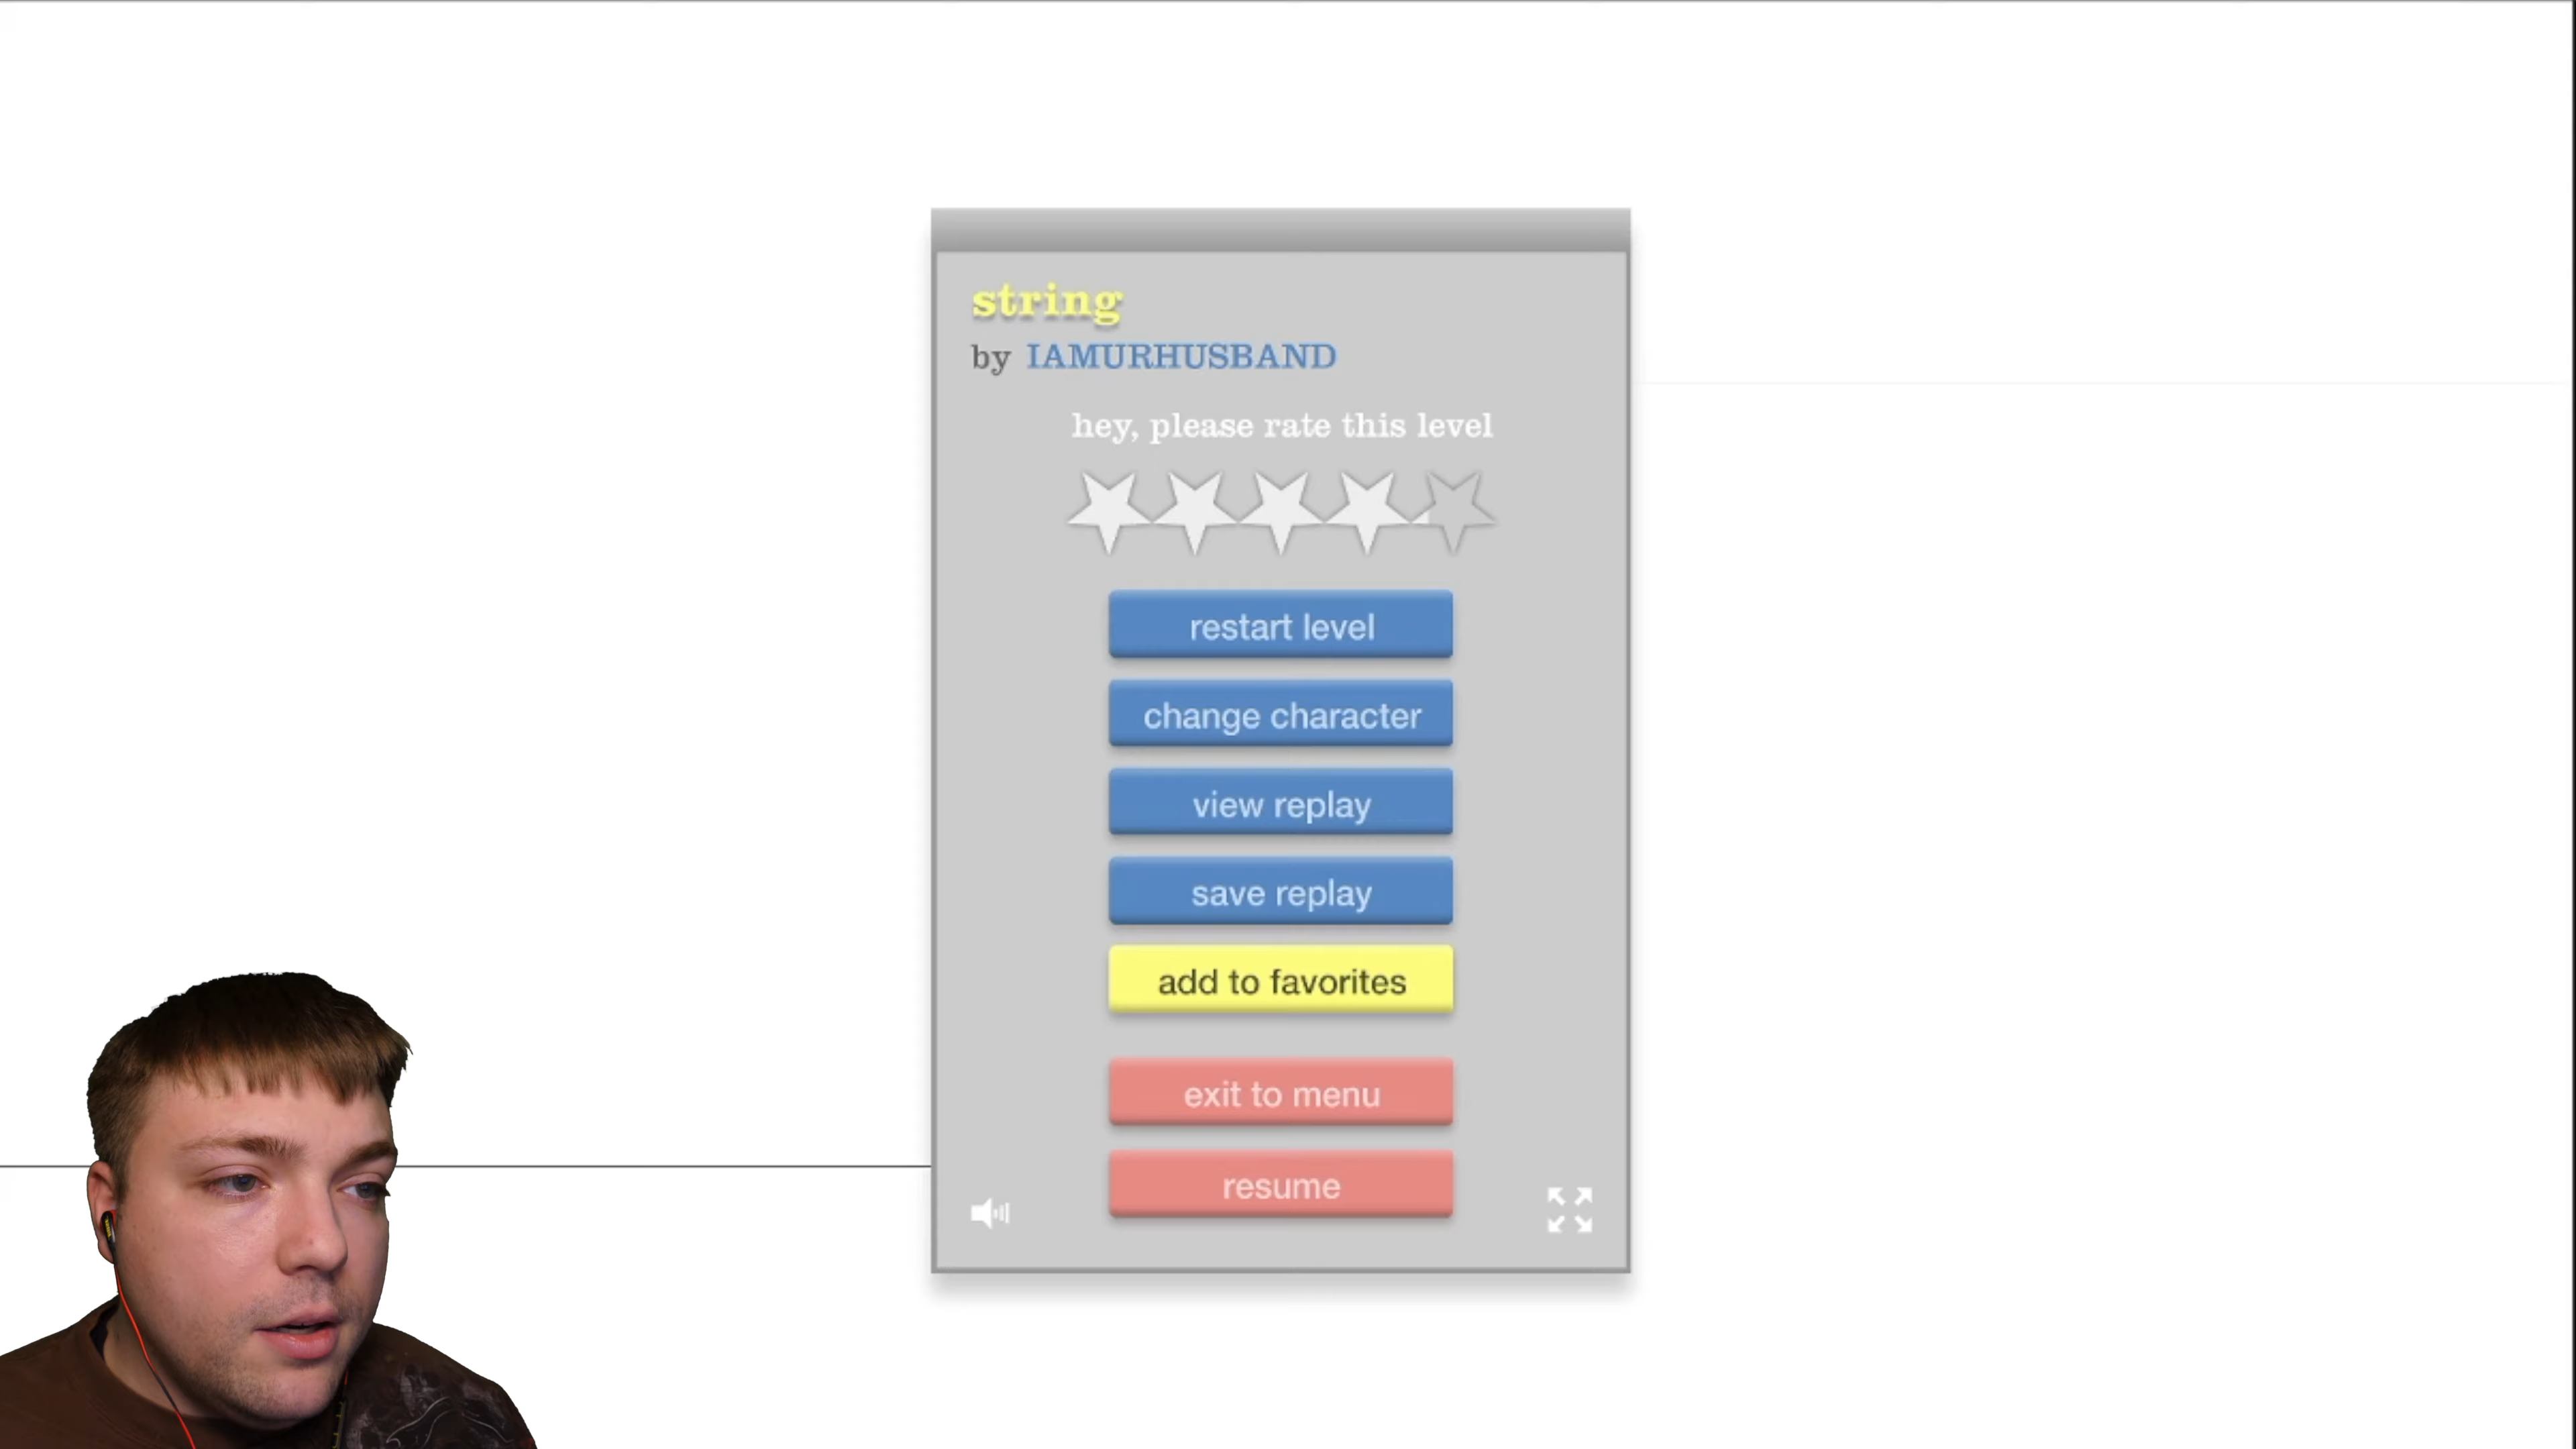 string
by IAMURHUSBAND
hey, please rate this level
restart level
change character
view replay
save replay
add to favorites
exit to menu
resume